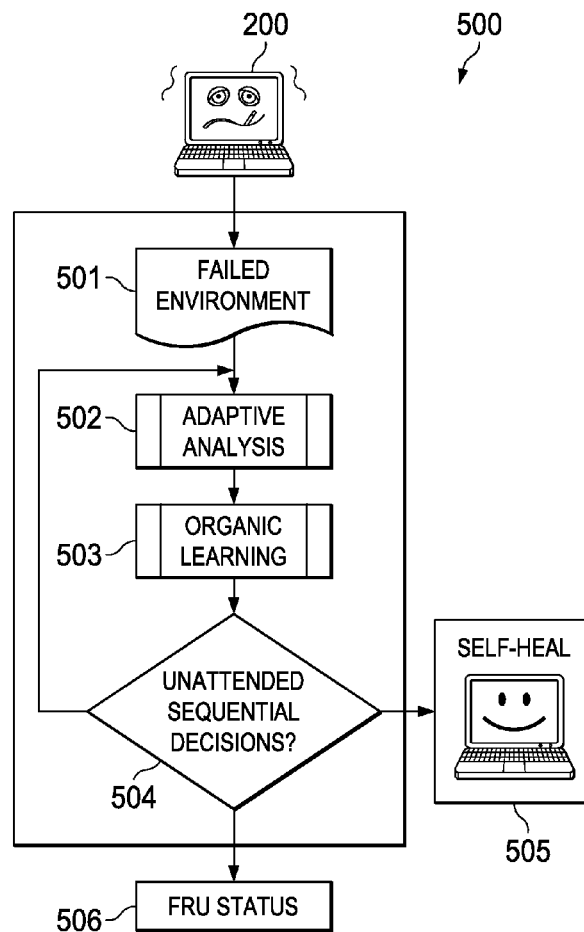 200
500
501
FAILED
ENVIRONMENT
502
ADAPTIVE
ANALYSIS
503
ORGANIC
LEARNING
UNATTENDED
SEQUENTIAL
DECISIONS?
504
SELF-HEAL
505
506
FRU STATUS